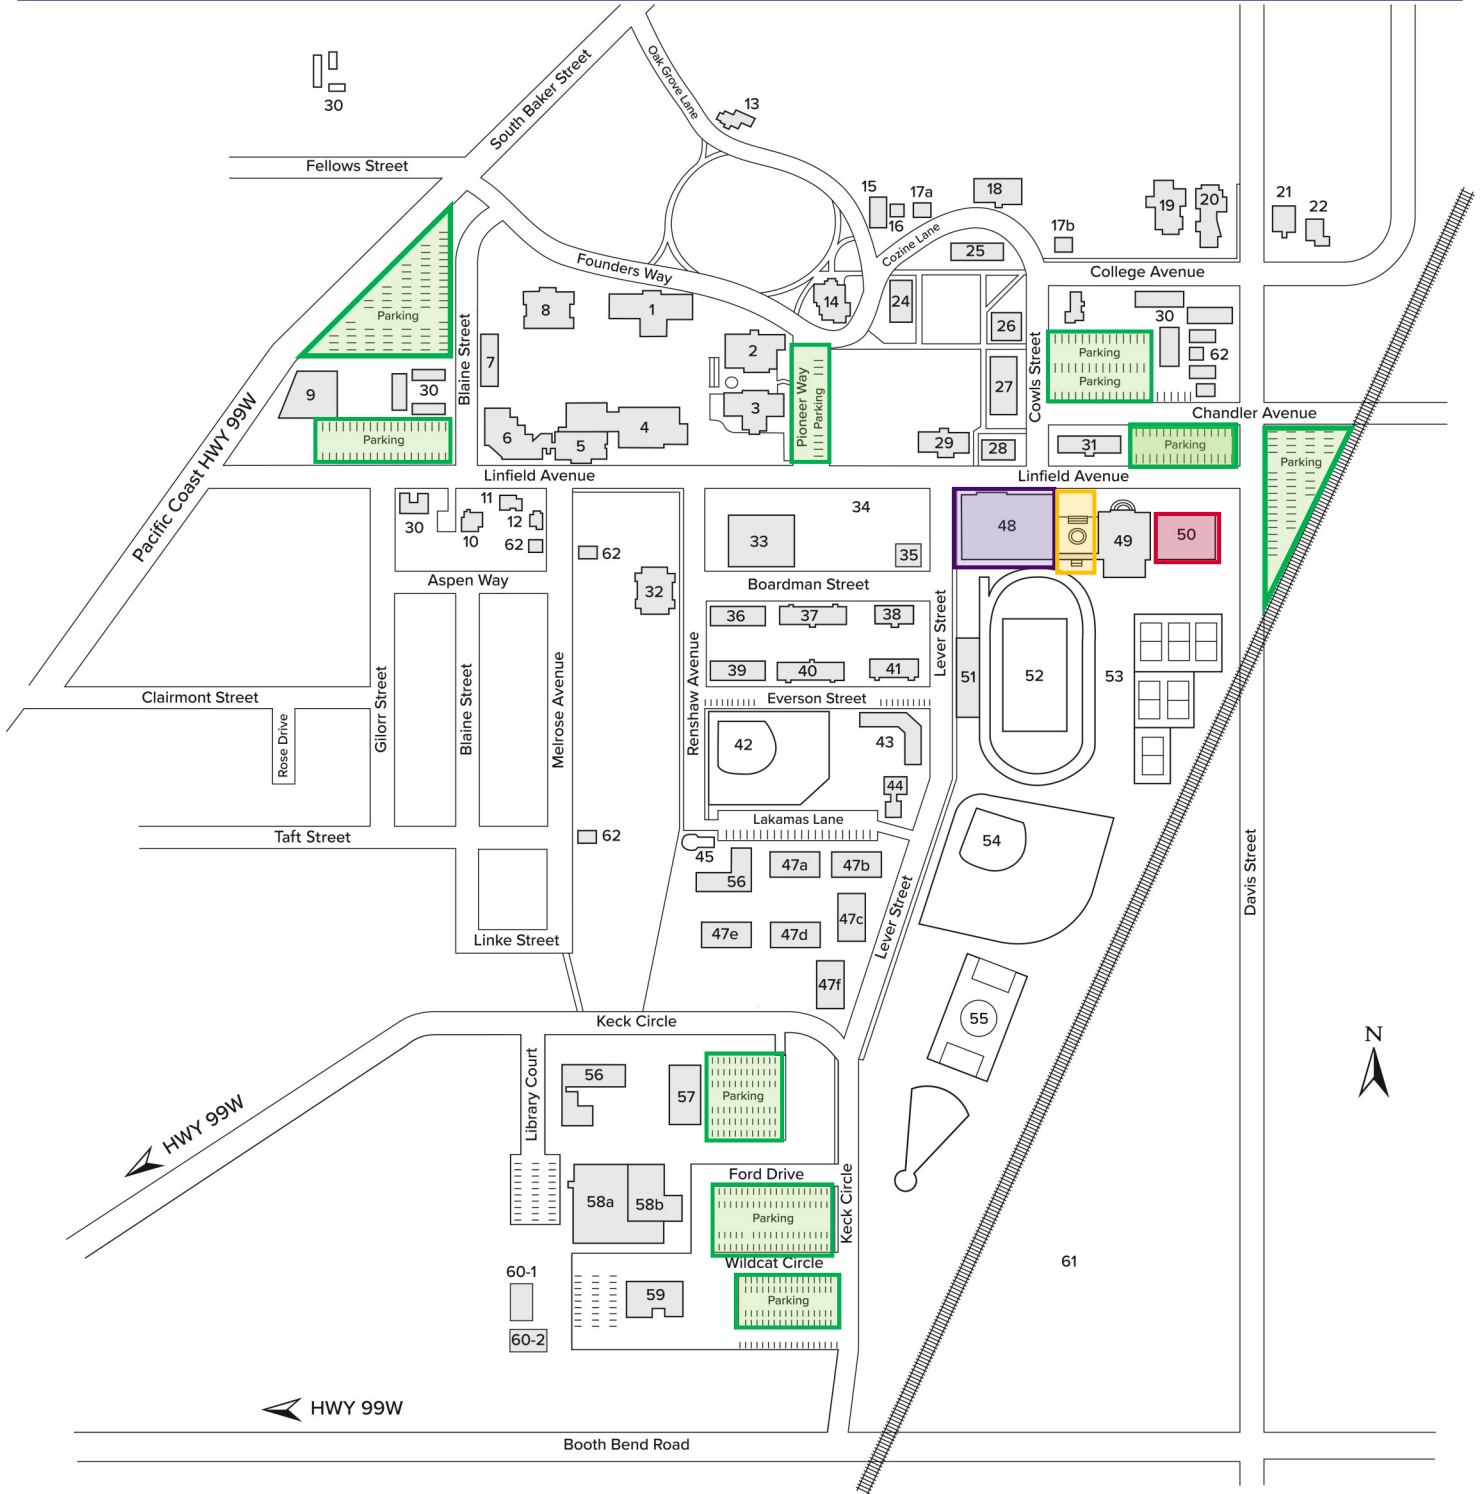 30
South Baker Street
Oak Grove Lane
13
Fellows Street
15
16
17a
18
17b
19
20
21
22
Cozine Lane
25
College Avenue
Founders Way
Parking
8
1
14
24
26
30
62
7
2
Blaine Street
Pioneer Way
Parking
27
Cowls Street
Parking
Parking
9
30
3
Pacific Coast HWY 99W
Chandler Avenue
Parking
6
5
4
29
28
31
Parking
Parking
Linfield Avenue
Linfield Avenue
30
11
10
12
62
62
34
33
35
48
49
50
Aspen Way
32
Boardman Street
36
37
38
39
40
41
Lever Street
51
52
53
Clairmont Street
Rose Drive
Gilorr Street
Blaine Street
Melrose Avenue
Renshaw Avenue
Everson Street
42
43
44
Lakamas Lane
Taft Street
62
45
56
47a
47b
47c
47e
47d
47f
Lever Street
54
Davis Street
Linke Street
55
Keck Circle
N
Library Court
56
57
Parking
HWY 99W
58a
58b
Ford Drive
Parking
Keck Circle
Wildcat Circle
61
60-1
60-2
59
Parking
HWY 99W
Booth Bend Road